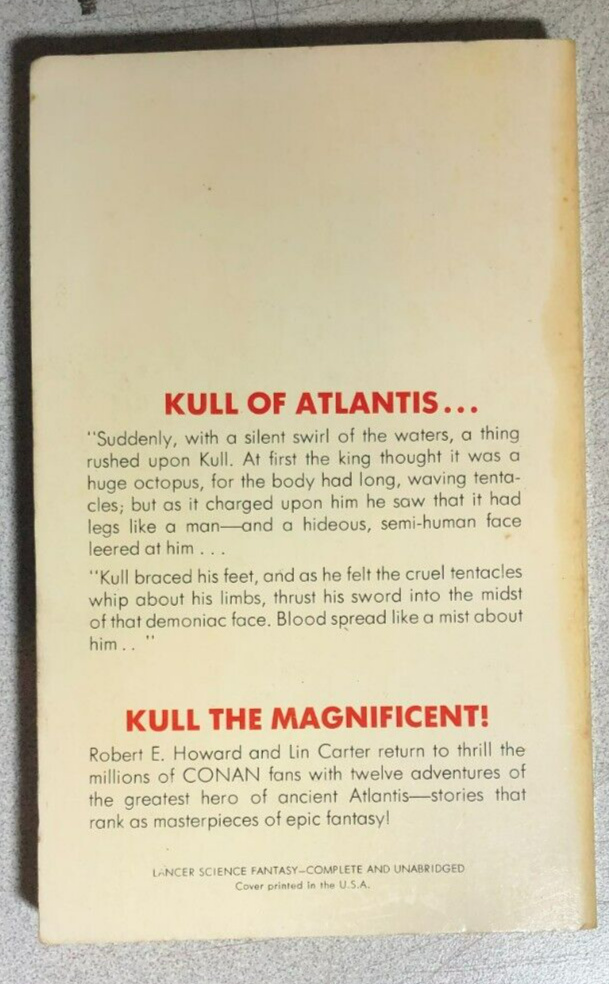 KULL OF ATLANTIS...
"Suddenly, with a silent swirl of the waters, a thing
rushed upon Kull. At first the king thought it was a
huge octopus, for the body had long, waving tenta-
cles; but as it charged upon him he saw that it had
legs like a man—and a hideous, semi-human face
leered at him . . .
"Kull braced his feet, and as he felt the cruel tentacles
whip about his limbs, thrust his sword into the midst
of that demoniac face. Blood spread like a mist about
him . . "
KULL THE MAGNIFICENT!
Robert E. Howard and Lin Carter return to thrill the
millions of CONAN fans with twelve adventures of
the greatest hero of ancient Atlantis—stories that
rank as masterpieces of epic fantasy!
LANCER SCIENCE FANTASY—COMPLETE AND UNABRIDGED
Cover printed in the U.S.A.